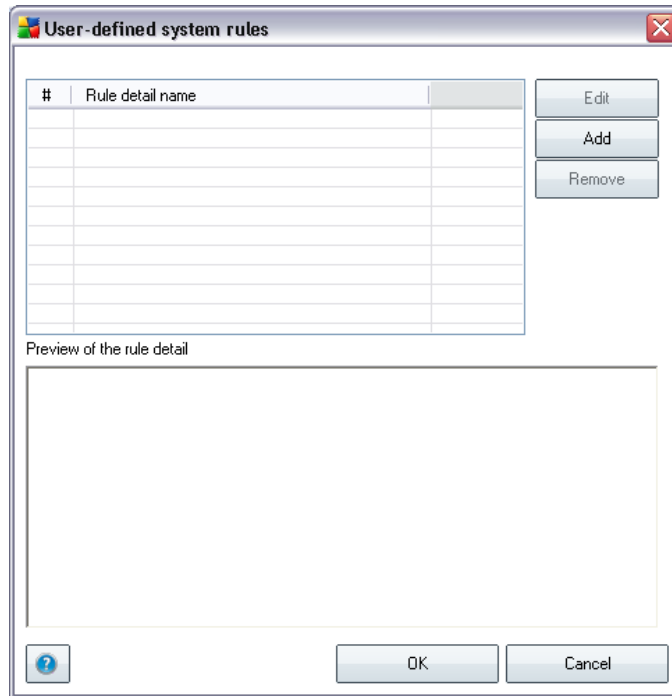 User-defined system rules
# Rule detail name
Edit
Add
Remove
Preview of the rule detail
?
OK
Cancel